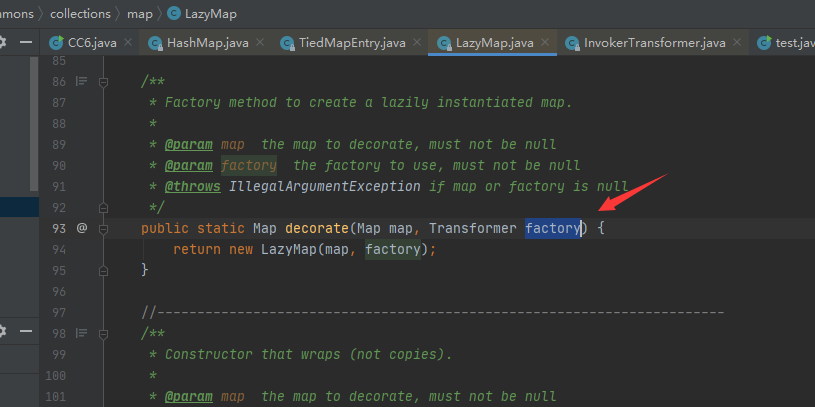 mmons › collections › map › LazyMap
CC6.java × HashMap.java × TiedMapEntry.java × LazyMap.java × InvokerTransformer.java × test.jav
85
86 /**
87 * Factory method to create a lazily instantiated map.
88 *
89 * @param map the map to decorate, must not be null
90 * @param factory the factory to use, must not be null
91 * @throws IllegalArgumentException if map or factory is null
92 */
93 @ public static Map decorate(Map map, Transformer factory) {
94 return new LazyMap(map, factory);
95 }
96
97 //-----------------------------------------------------------------------
98 /**
99 * Constructor that wraps (not copies).
100 *
101 * @param map the map to decorate, must not be null